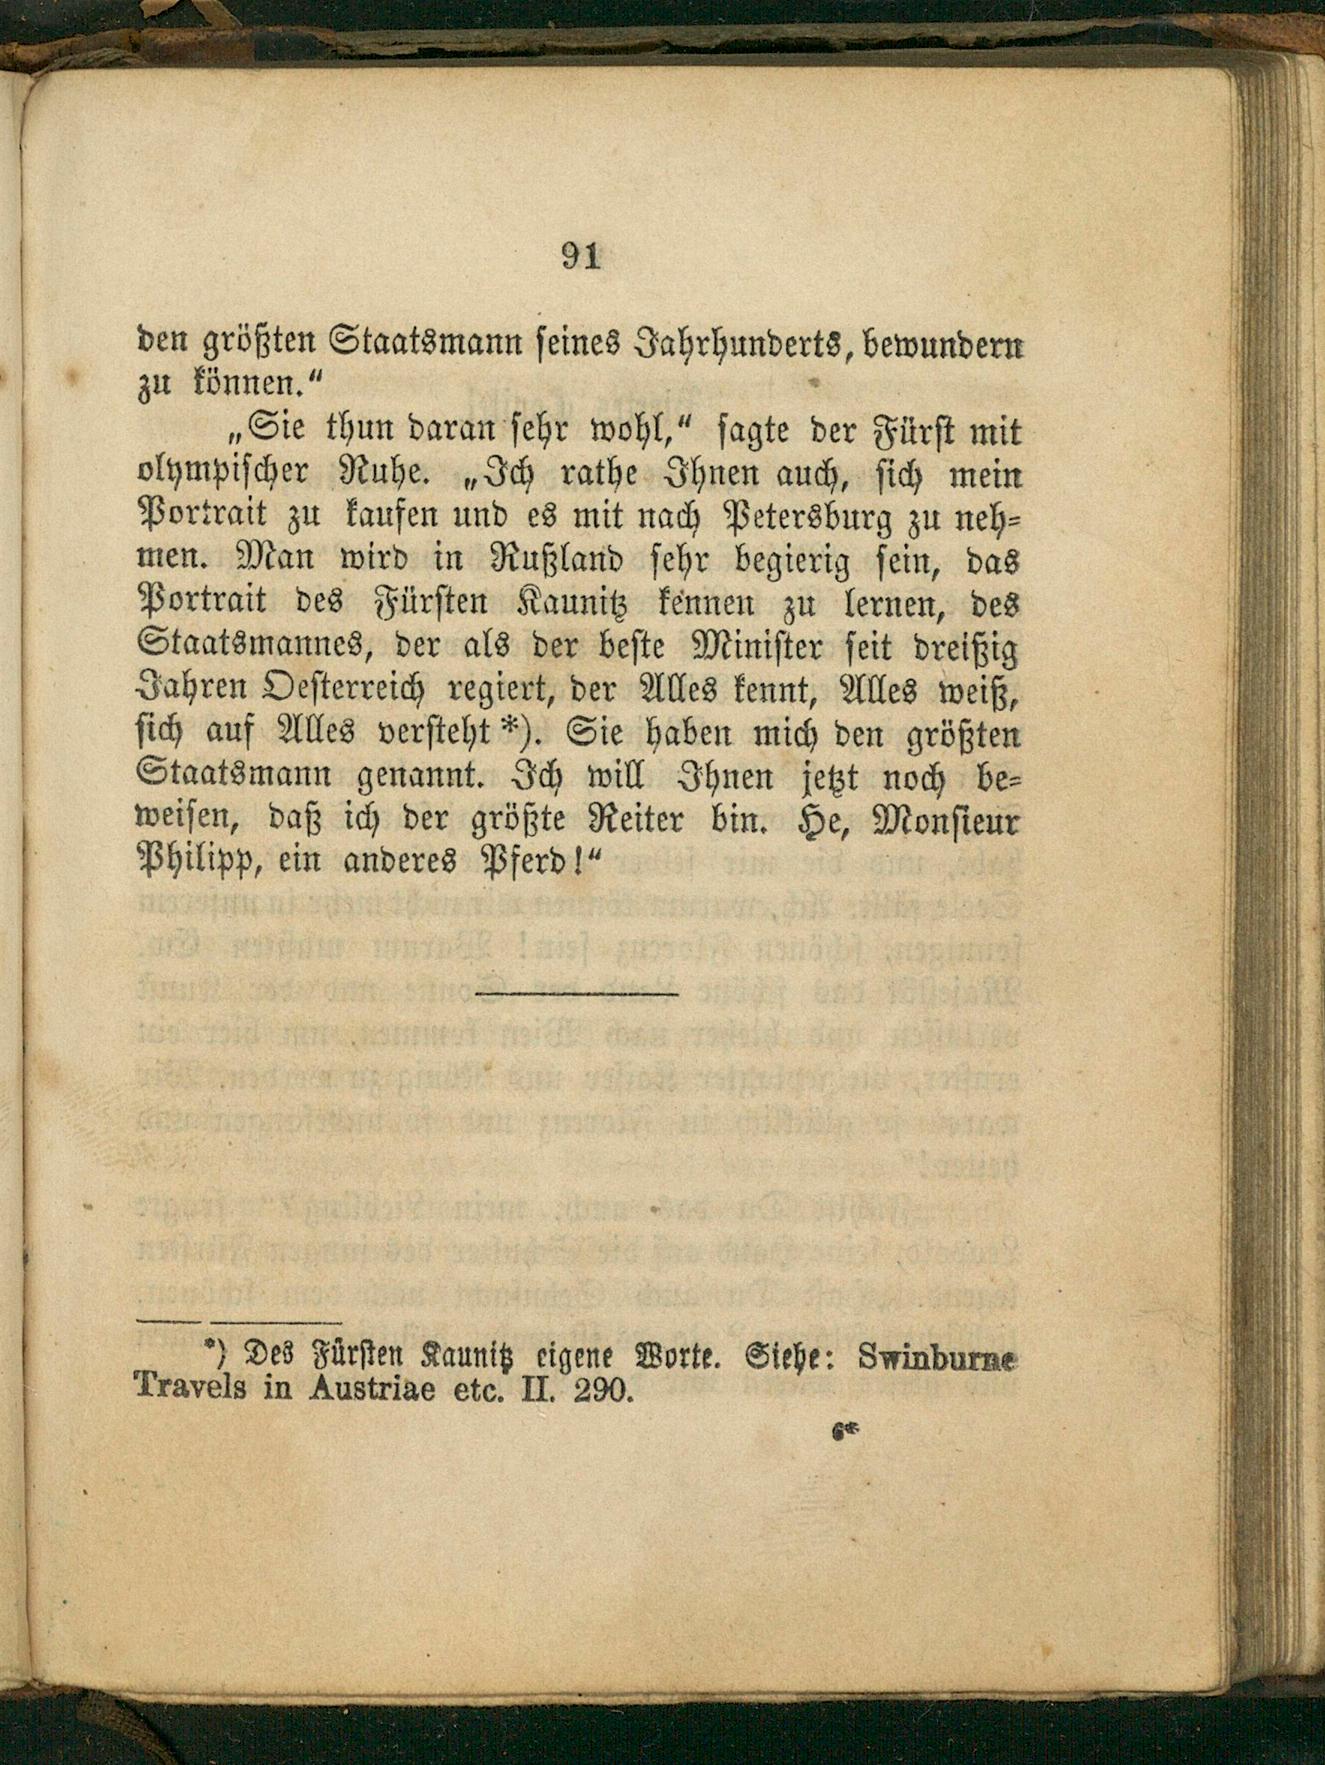 91
den größten Staatsmann seines Jahrhunderts, bewundern
zu können.“
„Sie thun daran sehr wohl,“ sagte der Fürst mit
olympischer Ruhe. „Ich rathe Ihnen auch, sich mein
Portrait zu kaufen und es mit nach Petersburg zu neh-
men. Man wird in Rußland sehr begierig sein, das
Portrait des Fürsten Kaunitz kennen zu lernen, des
Staatsmannes, der als der beste Minister seit dreißig
Jahren Oesterreich regiert, der Alles kennt, Alles weiß,
sich auf Alles versteht *). Sie haben mich den größten
Staatsmann genannt. Ich will Ihnen jetzt noch be-
weisen, daß ich der größte Reiter bin. He, Monsieur
Philipp, ein anderes Pferd!“
*) Des Fürsten Kaunitz eigene Worte. Siehe: Swinburne
Travels in Austriae etc. II. 290.
6*